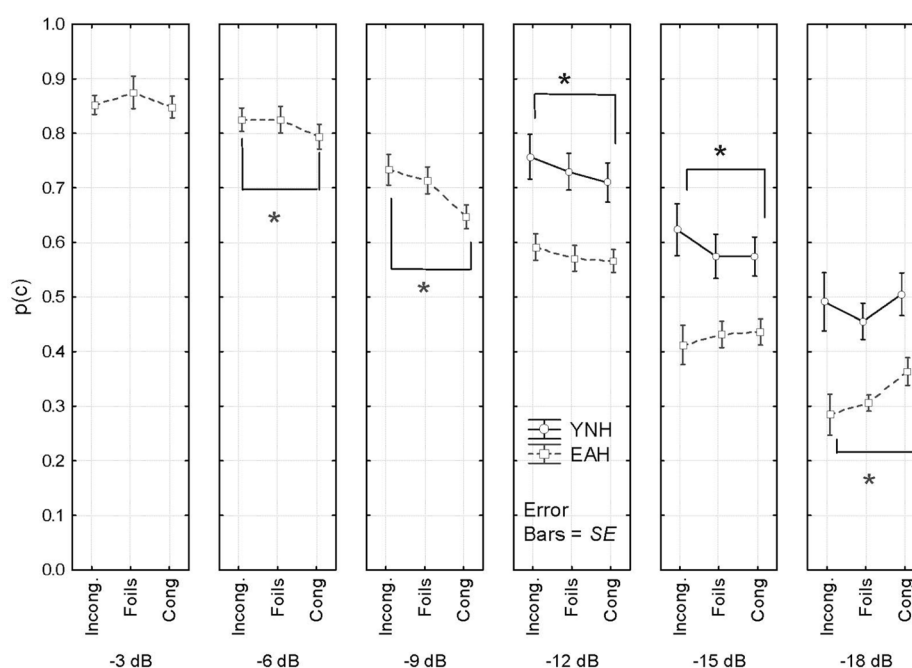 p(c)
1.0
0.9
0.8
0.7
0.6
0.5
0.4
0.3
0.2
0.1
0.0
*
*
*
*
*
YNH
EAH
Error
Bars = SE
Incong. Foils Cong
Incong. Foils Cong
Incong. Foils Cong
Incong. Foils Cong
Incong. Foils Cong
Incong. Foils Cong
-3 dB -6 dB -9 dB -12 dB -15 dB -18 dB